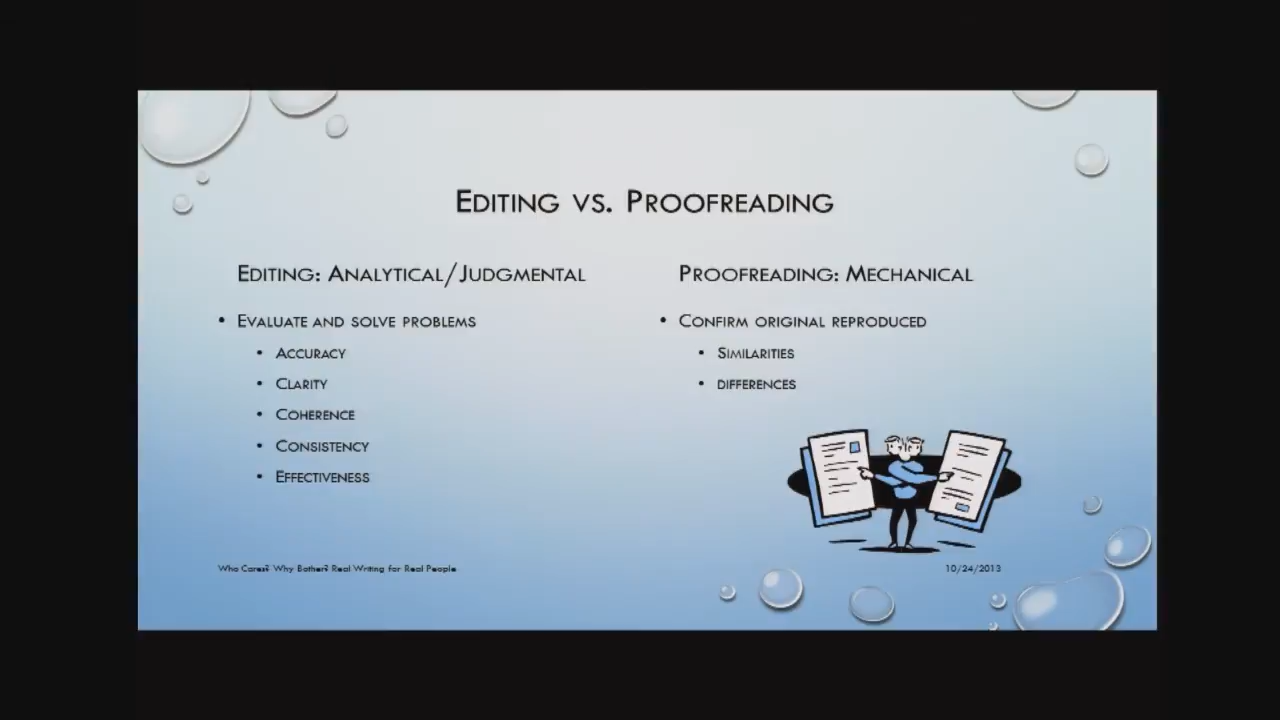 Editing vs. Proofreading
Editing: Analytical/Judgmental
• Evaluate and solve problems
• Accuracy
• Clarity
• Coherence
• Consistency
• Effectiveness
Proofreading: Mechanical
• Confirm original reproduced
• Similarities
• differences
Who Cares? Why Bother? Real Writing for Real People
10/24/2013